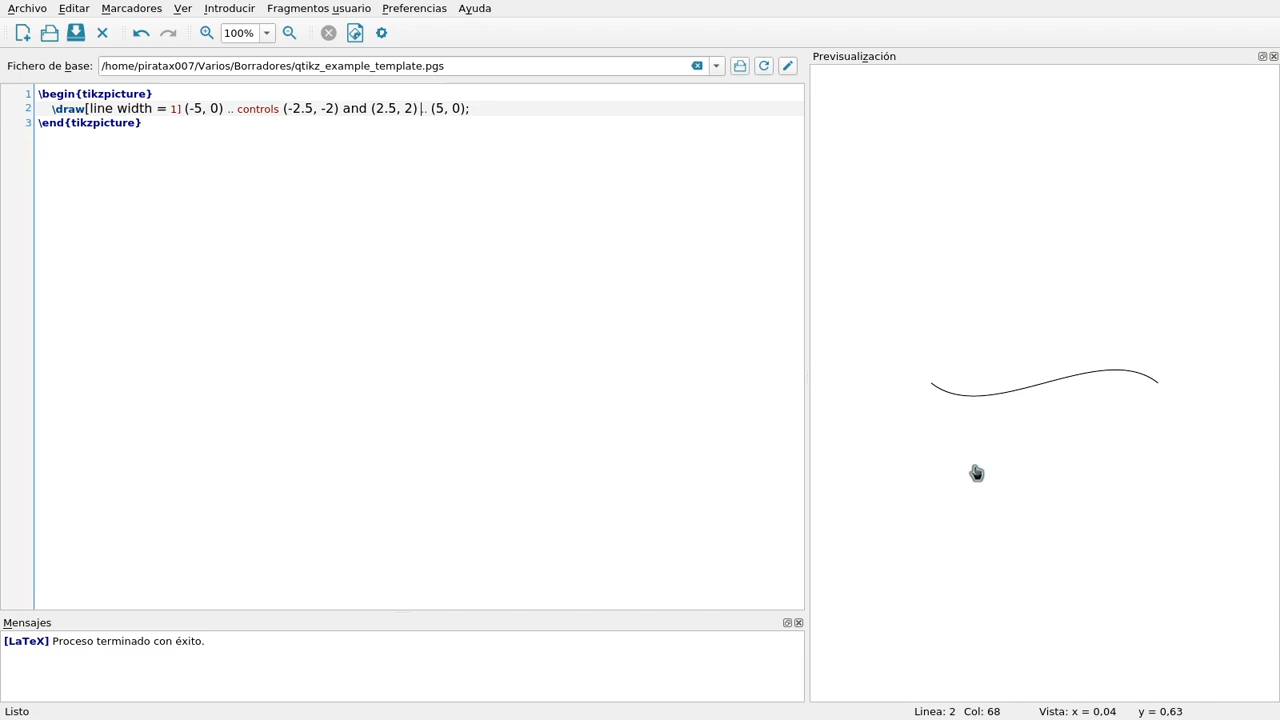 Archivo Editar Marcadores Ver Introducir Fragmentos usuario Preferencias Ayuda
100%
Fichero de base: /home/piratax007/Varios/Borradores/qtikz_example_template.pgs
1 \begin{tikzpicture}
2 \draw[line width = 1] (-5, 0) .. controls (-2.5, -2) and (2.5, 2) .. (5, 0);
3 \end{tikzpicture}
Mensajes
[LaTeX] Proceso terminado con éxito.
Previsualización
Listo
Linea: 2 Col: 68 Vista: x = 0,04 y = 0,63